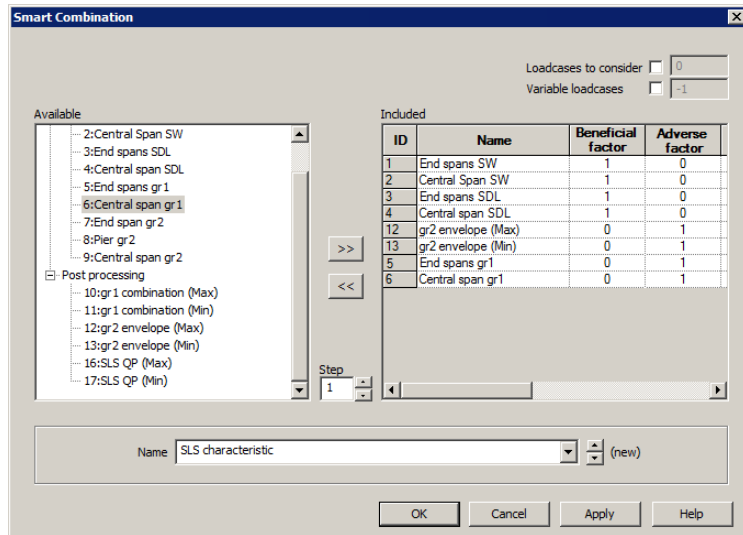 Smart Combination
Loadcases to consider 0
Variable loadcases -1
Available
2:Central Span SW
3:End spans SDL
4:Central span SDL
5:End spans gr1
6:Central span gr1
7:End span gr2
8:Pier gr2
9:Central span gr2
Post processing
10:gr1 combination (Max)
11:gr1 combination (Min)
12:gr2 envelope (Max)
13:gr2 envelope (Min)
16:SLS QP (Max)
17:SLS QP (Min)
>>
<<
Step
1
Included
ID Name Beneficial factor Adverse factor
1 End spans SW 1 0
2 Central Span SW 1 0
3 End spans SDL 1 0
4 Central span SDL 1 0
12 gr2 envelope (Max) 0 1
13 gr2 envelope (Min) 0 1
5 End spans gr1 0 1
6 Central span gr1 0 1
Name SLS characteristic (new)
OK Cancel Apply Help